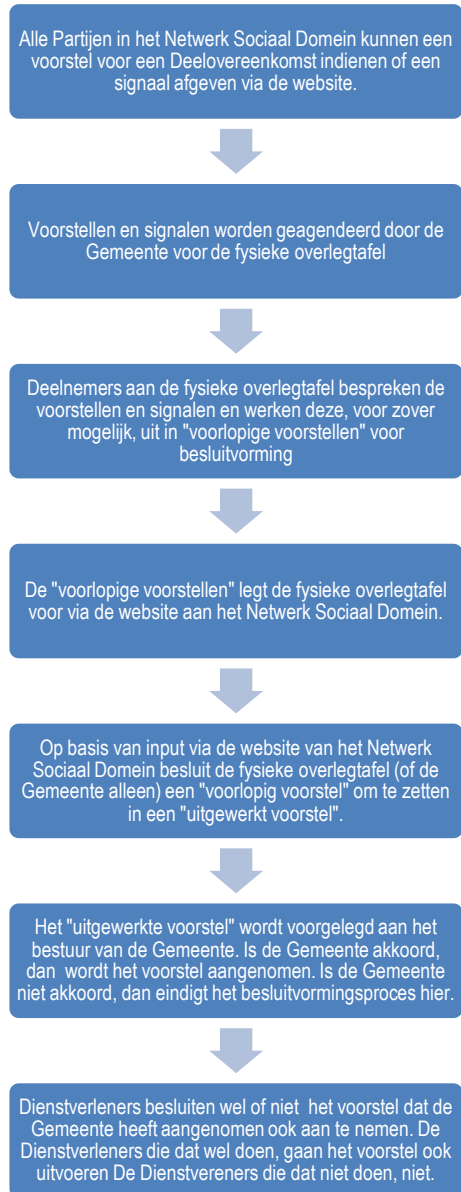 Alle Partijen in het Netwerk Sociaal Domein kunnen een
voorstel voor een Deelovereenkomst indienen of een
signaal afgeven via de website.
Voorstellen en signalen worden geagendeerd door de
Gemeente voor de fysieke overlegtafel
Deelnemers aan de fysieke overlegtafel bespreken de
voorstellen en signalen en werken deze, voor zover
mogelijk, uit in "voorlopige voorstellen" voor
besluitvorming
De "voorlopige voorstellen" legt de fysieke overlegtafel
voor via de website aan het Netwerk Sociaal Domein.
Op basis van input via de website van het Netwerk
Sociaal Domein besluit de fysieke overlegtafel (of de
Gemeente alleen) een "voorlopig voorstel" om te zetten
in een "uitgewerkt voorstel".
Het "uitgewerkte voorstel" wordt voorgelegd aan het
bestuur van de Gemeente. Is de Gemeente akkoord,
dan  wordt het voorstel aangenomen. Is de Gemeente
niet akkoord, dan eindigt het besluitvormingsproces hier.
Dienstverleners besluiten wel of niet  het voorstel dat de
Gemeente heeft aangenomen ook aan te nemen. De
Dienstverleners die dat wel doen, gaan het voorstel ook
uitvoeren De Dienstvereners die dat niet doen, niet.